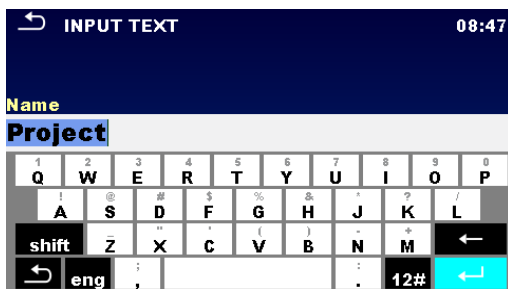 INPUT TEXT 08:47
Name
Project
1 2 3 4 5 6 7 8 9 0
Q W E R T Y U I O P
! @ # $ % & * ? /
A S D F G H J K L
_ " ' ( ) - +
shift Z X C V B N M ←
; :
eng , . 12#